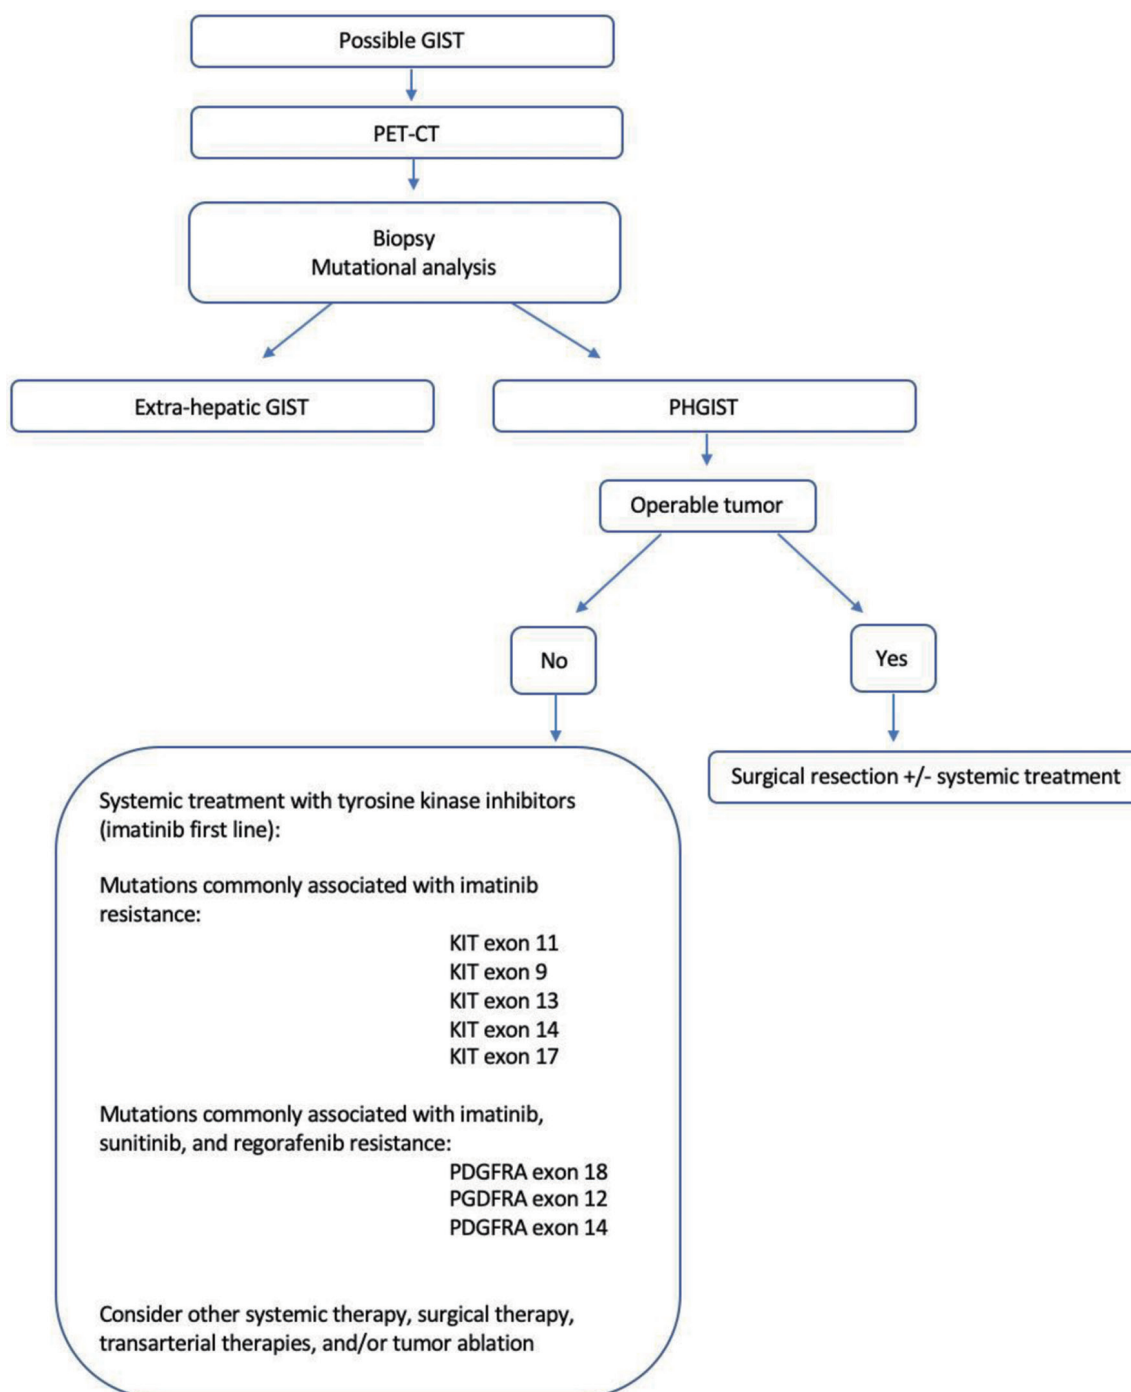 Possible GIST
PET-CT
Biopsy
Mutational analysis
Extra-hepatic GIST
PHGIST
Operable tumor
No
Yes
Surgical resection +/- systemic treatment
Systemic treatment with tyrosine kinase inhibitors
(imatinib first line):
Mutations commonly associated with imatinib
resistance:
KIT exon 11
KIT exon 9
KIT exon 13
KIT exon 14
KIT exon 17
Mutations commonly associated with imatinib,
sunitinib, and regorafenib resistance:
PDGFRA exon 18
PGDFRA exon 12
PDGFRA exon 14
Consider other systemic therapy, surgical therapy,
transarterial therapies, and/or tumor ablation